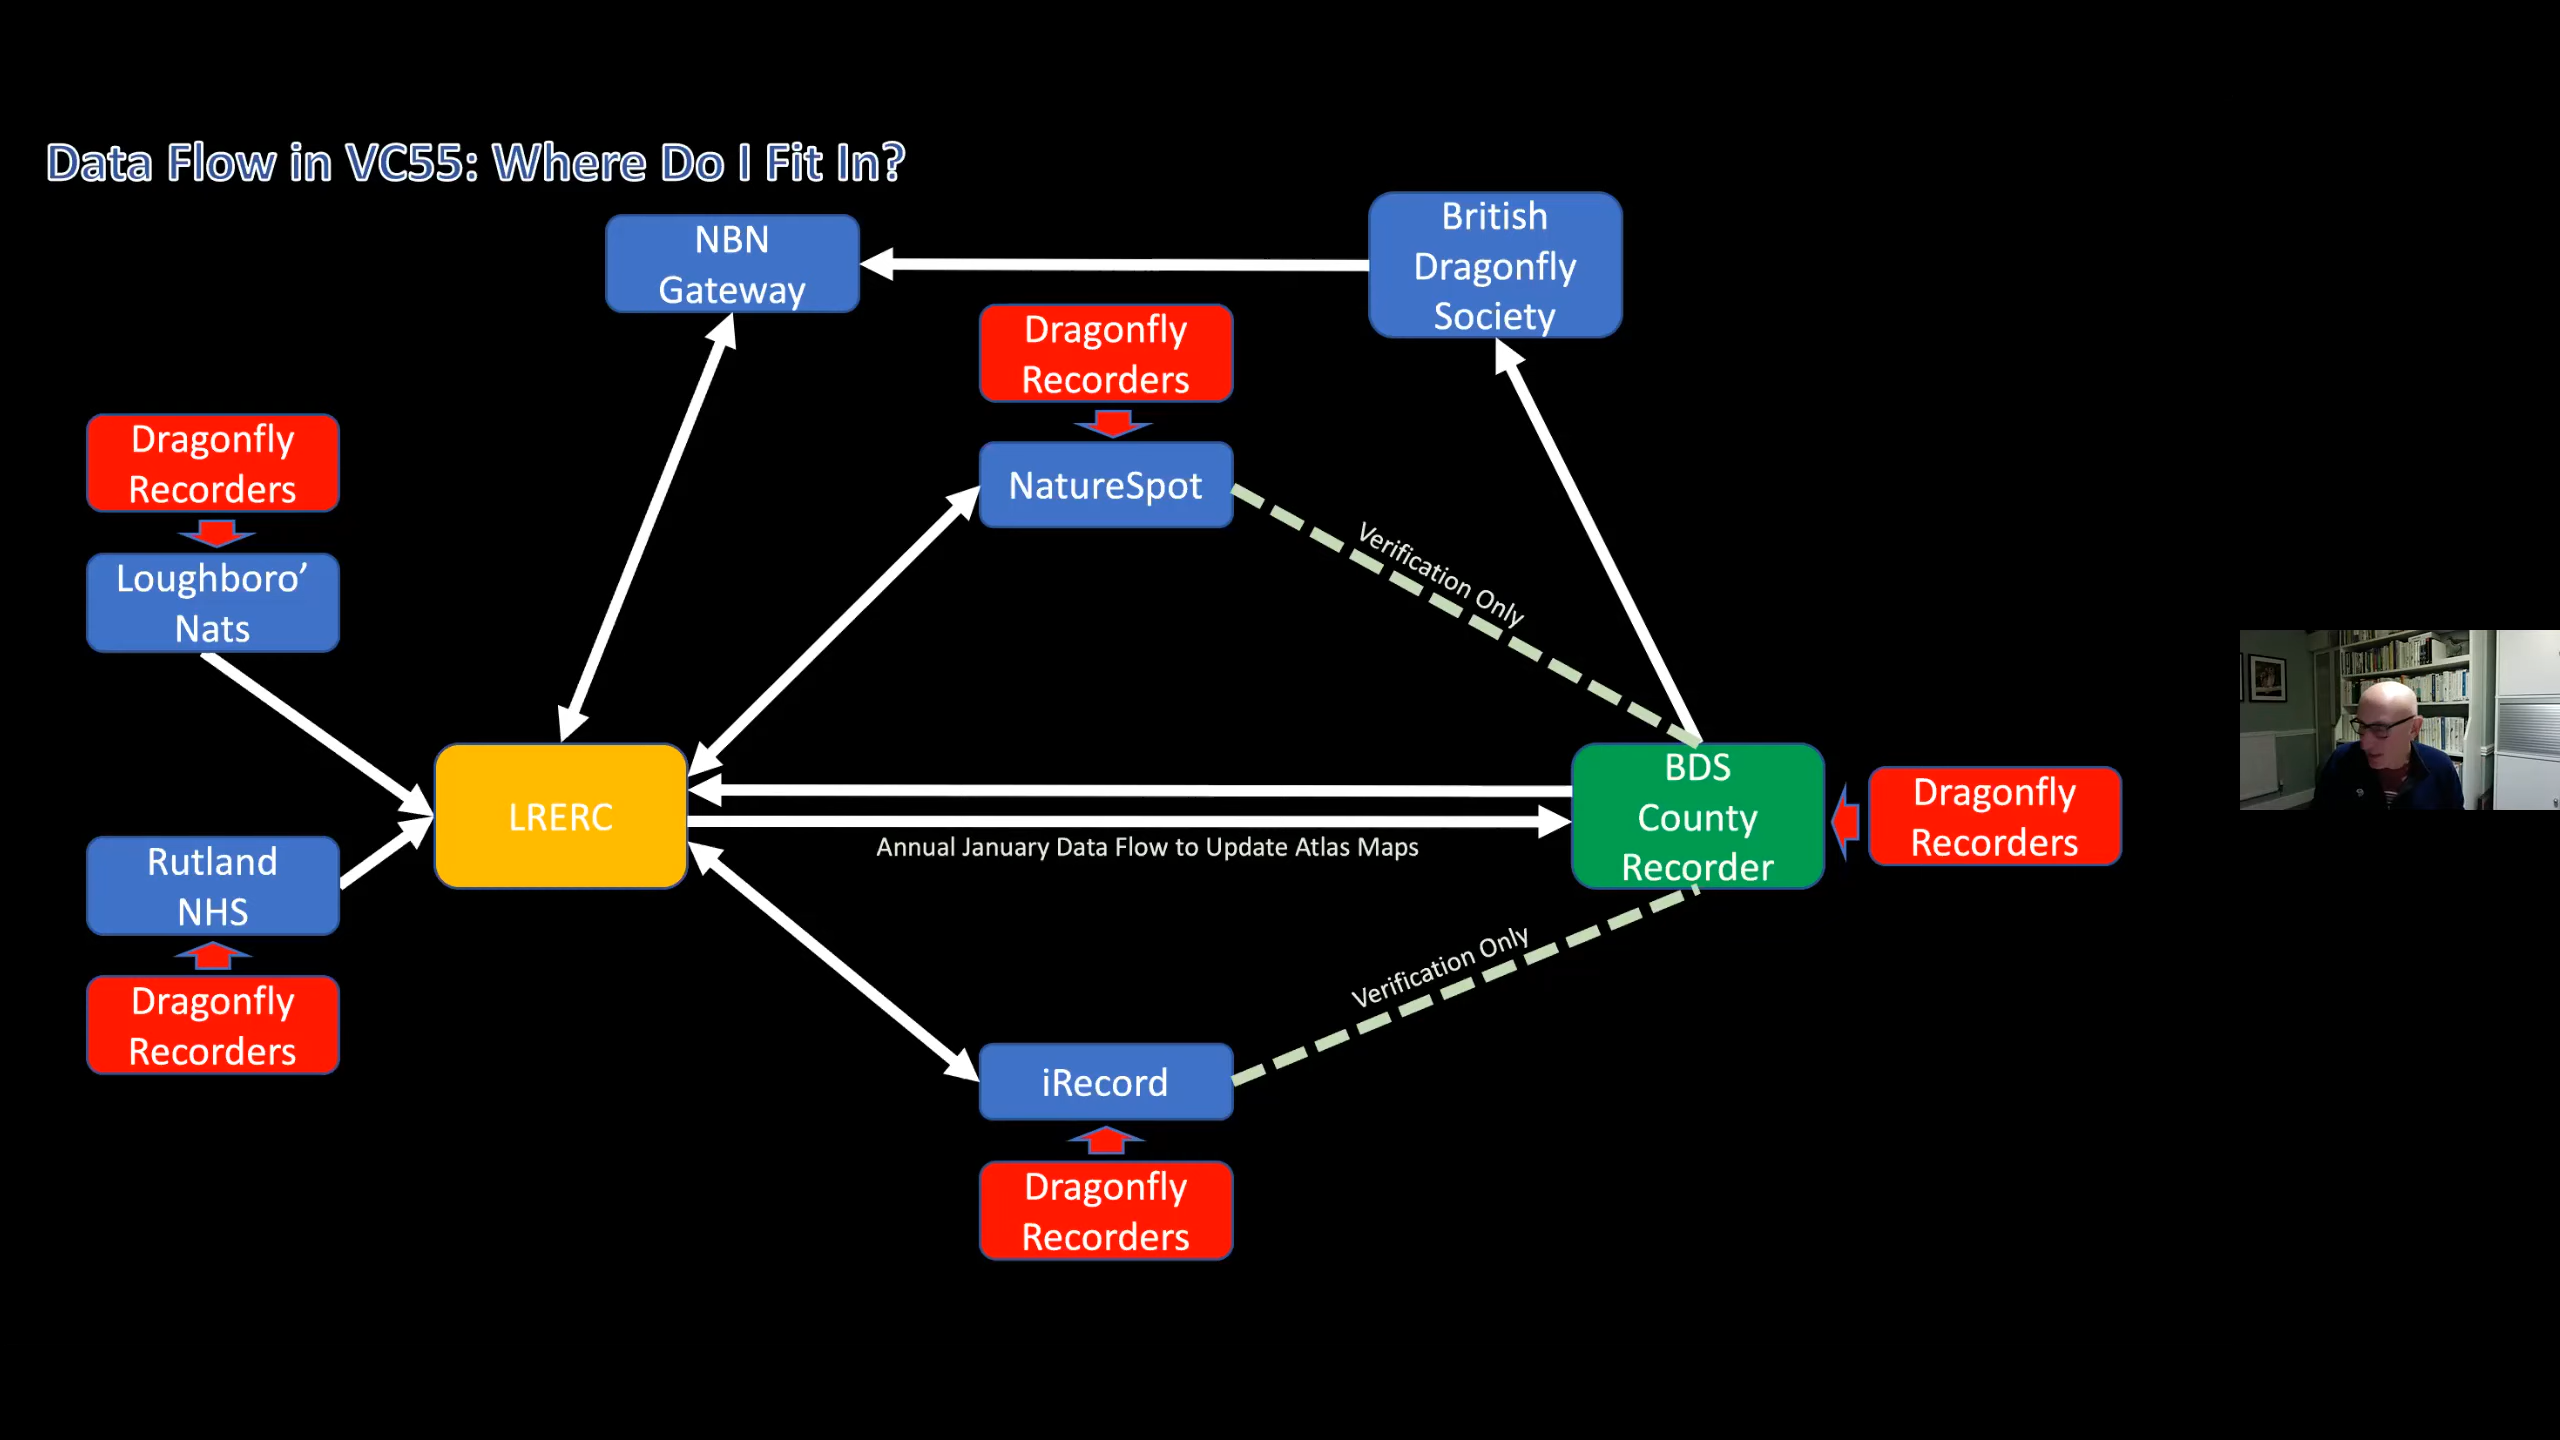 Data Flow in VC55: Where Do I Fit In?
NBN
Gateway
British
Dragonfly
Society
Dragonfly
Recorders
NatureSpot
Dragonfly
Recorders
Loughboro’
Nats
Verification Only
LRERC
BDS
County
Recorder
Dragonfly
Recorders
Annual January Data Flow to Update Atlas Maps
Rutland
NHS
Dragonfly
Recorders
Verification Only
iRecord
Dragonfly
Recorders